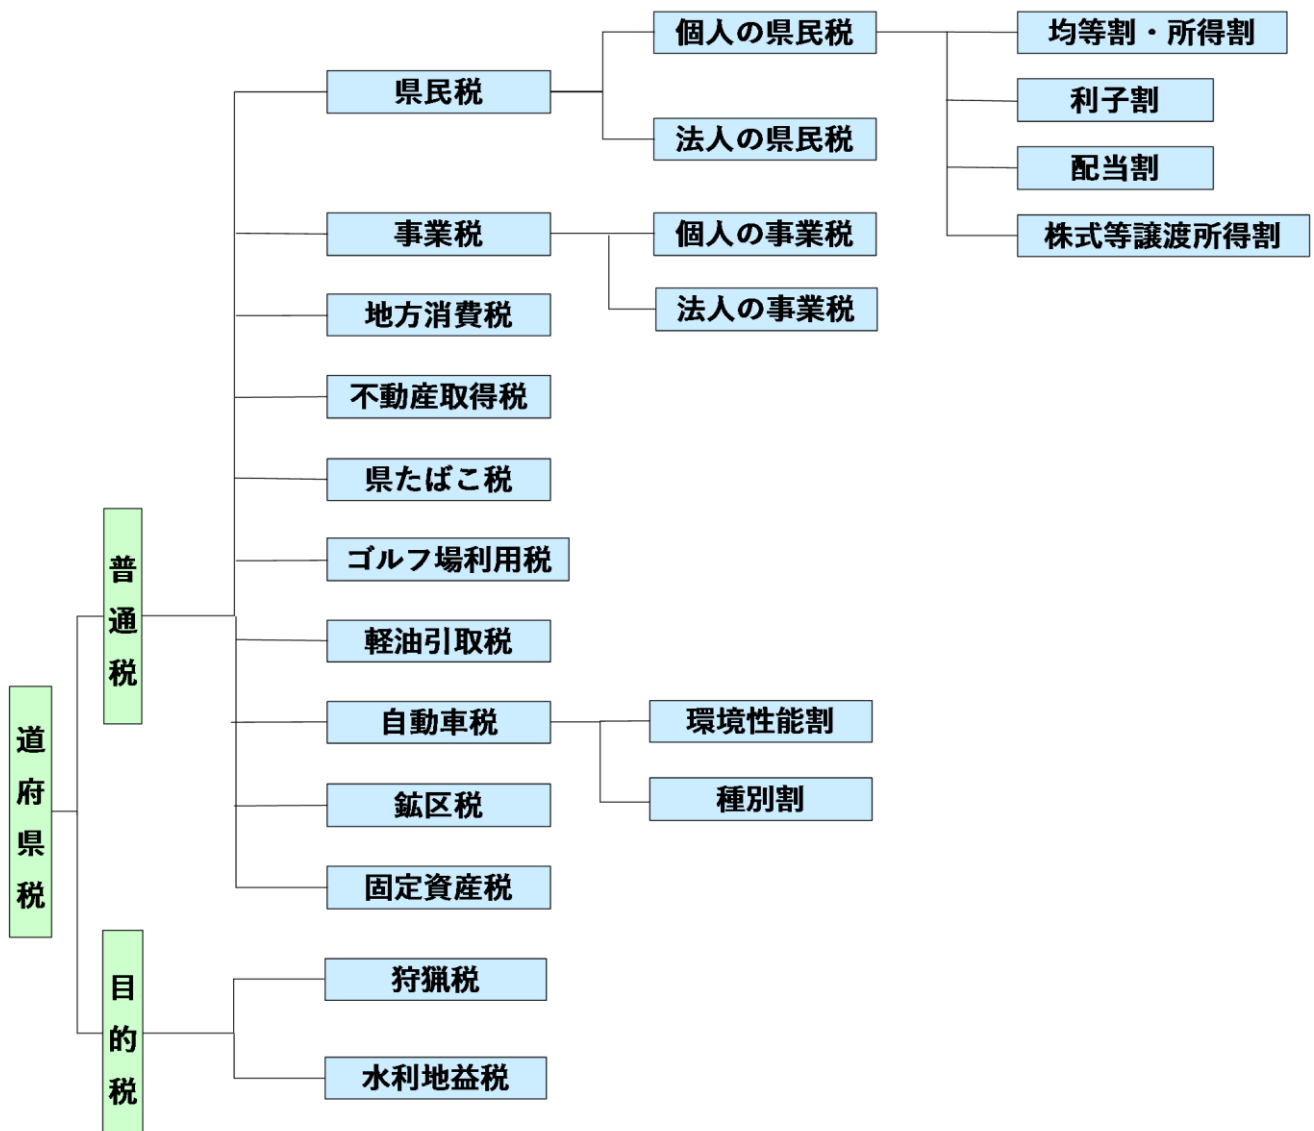 道府県税
普通税
県民税
個人の県民税
均等割・所得割
利子割
配当割
株式等譲渡所得割
法人の県民税
事業税
個人の事業税
法人の事業税
地方消費税
不動産取得税
県たばこ税
ゴルフ場利用税
軽油引取税
自動車税
環境性能割
種別割
鉱区税
固定資産税
目的税
狩猟税
水利地益税